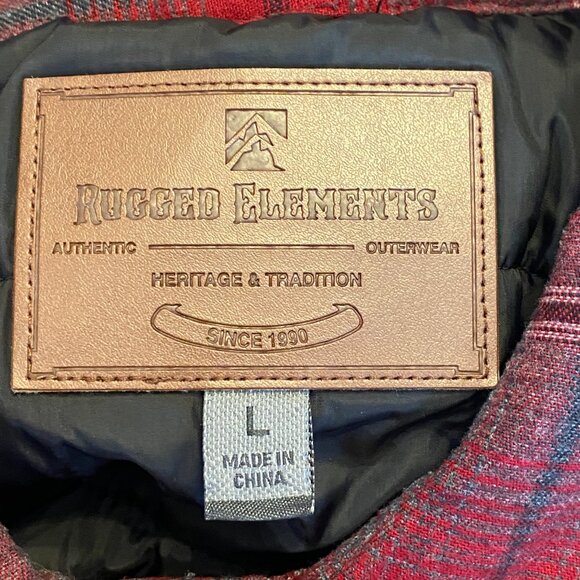 RUGGED ELEMENTS
AUTHENTIC OUTERWEAR
HERITAGE & TRADITION
SINCE 1990
L
MADE IN
CHINA